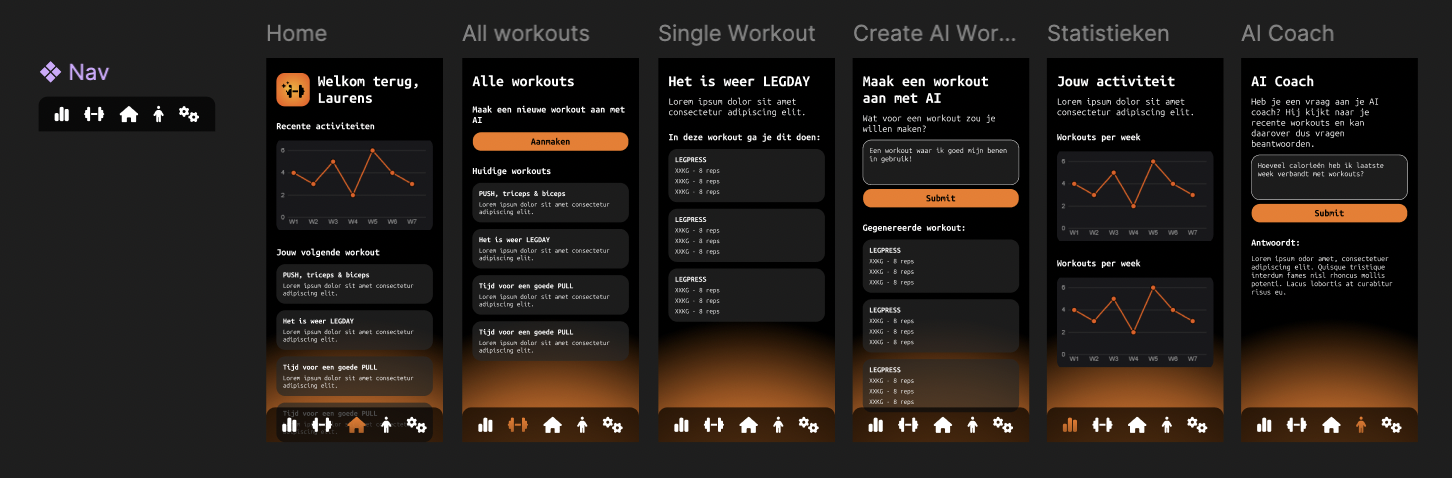 Nav
Home
Welkom terug,
Laurens
Recente activiteiten
6
4
2
0
W1 W2 W3 W4 W5 W6 W7
Jouw volgende workout
PUSH, triceps & biceps
Lorem ipsum dolor sit amet consectetur
adipiscing elit.
Het is weer LEGDAY
Lorem ipsum dolor sit amet consectetur
adipiscing elit.
Tijd voor een goede PULL
Lorem ipsum dolor sit amet consectetur
adipiscing elit.
Tijd voor een goede PULL
All workouts
Alle workouts
Maak een nieuwe workout aan met
AI
Aanmaken
Huidige workouts
PUSH, triceps & biceps
Lorem ipsum dolor sit amet consectetur
adipiscing elit.
Het is weer LEGDAY
Lorem ipsum dolor sit amet consectetur
adipiscing elit.
Tijd voor een goede PULL
Lorem ipsum dolor sit amet consectetur
adipiscing elit.
Tijd voor een goede PULL
Lorem ipsum dolor sit amet consectetur
adipiscing elit.
Single Workout
Het is weer LEGDAY
Lorem ipsum dolor sit amet
consectetur adipiscing elit.
In deze workout ga je dit doen:
LEGPRESS
XXKG - 8 reps
XXKG - 8 reps
XXKG - 8 reps
LEGPRESS
XXKG - 8 reps
XXKG - 8 reps
XXKG - 8 reps
LEGPRESS
XXKG - 8 reps
XXKG - 8 reps
XXKG - 8 reps
Create AI Wor...
Maak een workout
aan met AI
Wat voor een workout zou je
willen maken?
Een workout waar ik goed mijn benen
in gebruik!
Submit
Gegenereerde workout:
LEGPRESS
XXKG - 8 reps
XXKG - 8 reps
XXKG - 8 reps
LEGPRESS
XXKG - 8 reps
XXKG - 8 reps
XXKG - 8 reps
LEGPRESS
XXKG - 8 reps
XXKG - 8 reps
XXKG - 8 reps
Statistieken
Jouw activiteit
Lorem ipsum dolor sit amet
consectetur adipiscing elit.
Workouts per week
6
4
2
0
W1 W2 W3 W4 W5 W6 W7
Workouts per week
6
4
2
0
W1 W2 W3 W4 W5 W6 W7
AI Coach
AI Coach
Heb je een vraag aan je AI
coach? Hij kijkt naar je
recente workouts en kan
daarover dus vragen
beantwoorden.
Hoeveel calorieën heb ik laatste
week verbandt met workouts?
Submit
Antwoordt:
Lorem ipsum odor amet, consectetuer
adipiscing elit. Quisque tristique
interdum fames nisl rhoncus mollis
potenti. Lacus lobortis at curabitur
risus eu.